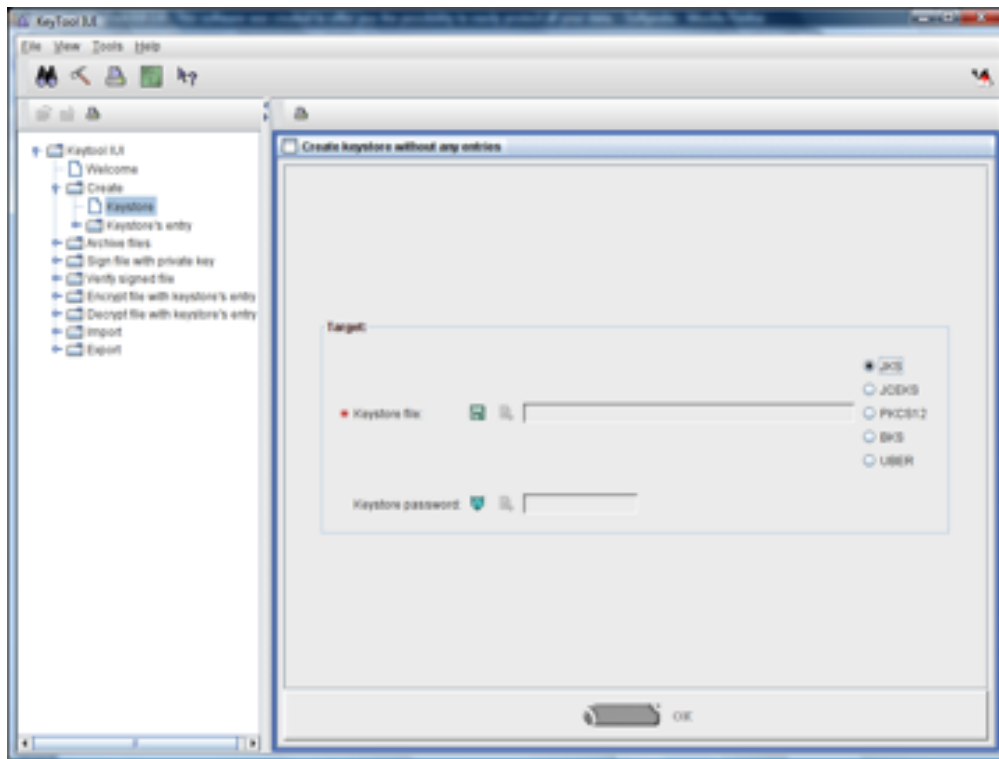 KeyTool IUI
File View Tools Help
Keytool IUI
Welcome
Create
Keystore
Keystore's entry
Archive files
Sign file with private key
Verify signed file
Encrypt file with keystore's entry
Decrypt file with keystore's entry
Import
Export
Create keystore without any entries
Target:
JKS
JCEKS
Keystore file:
PKCS12
BKS
UBER
Keystore password:
OK